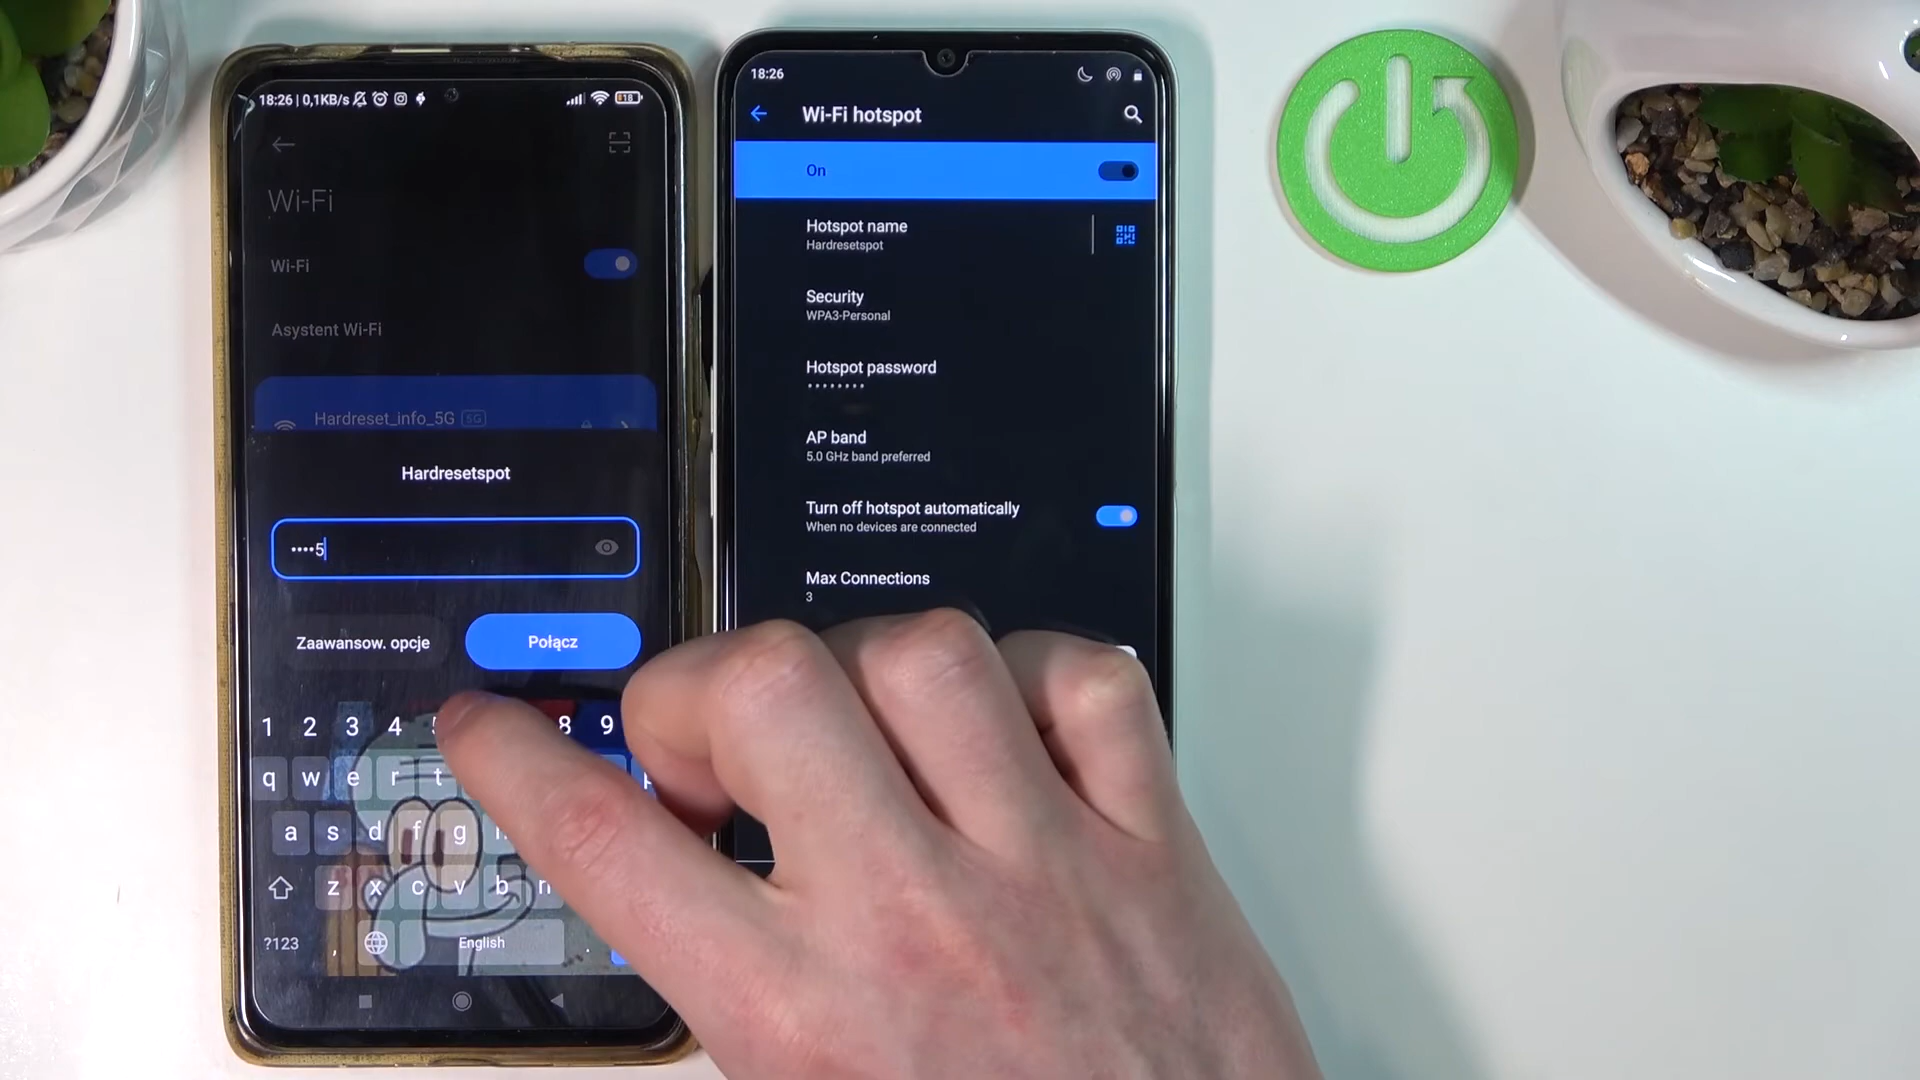 18:26 | 0,1KB/s
18
Wi-Fi
Wi-Fi
Asystent Wi-Fi
Hardreset_info_5G 5G
Hardresetspot
••••5
Zaawansow. opcje
Połącz
1 2 3 4 5 8 9
q w e r t p
a s d f g
z x c v b n
?123 , English .
18:26
Wi-Fi hotspot
On
Hotspot name
Hardresetspot
Security
WPA3-Personal
Hotspot password
••••••••
AP band
5.0 GHz band preferred
Turn off hotspot automatically
When no devices are connected
Max Connections
3